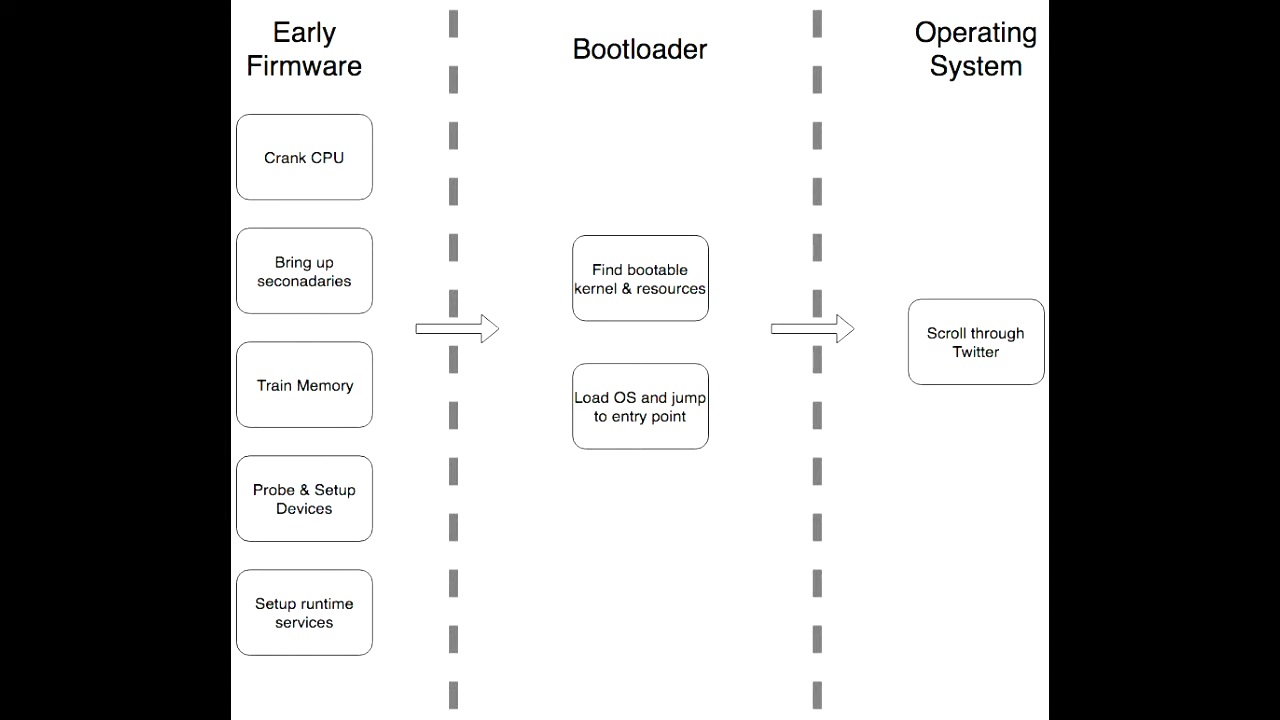 Early
Firmware
Bootloader
Operating
System
Crank CPU
Bring up
seconadaries
Train Memory
Probe & Setup
Devices
Setup runtime
services
Find bootable
kernel & resources
Load OS and jump
to entry point
Scroll through
Twitter